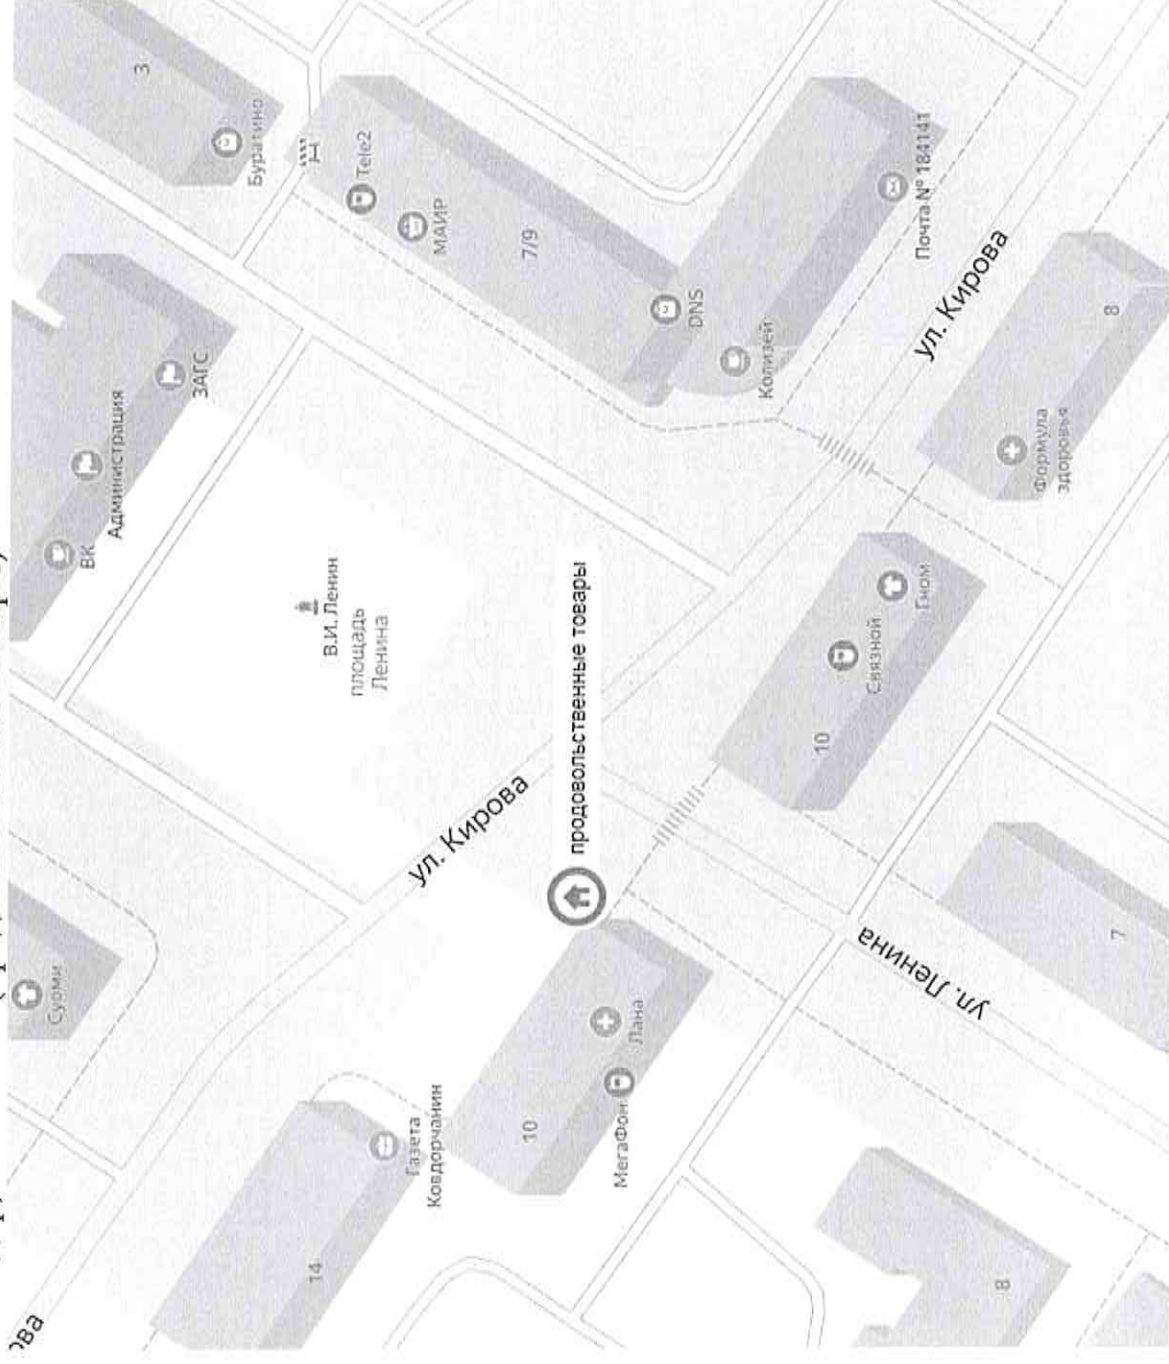 3
Буратино
Tele2
МАИР
7/9
DNS
Колизей
Почта № 184141
ул. Кирова
8
Формула
здоровья
ЗАГС
Администрация
ВК
В.И. Ленин
площадь
Ленина
продовольственные товары
Гном
Связной
10
ул. Кирова
ул. Ленина
7
Суоми
Лана
МегаФон
10
Газета
Ковдорчанин
14
8